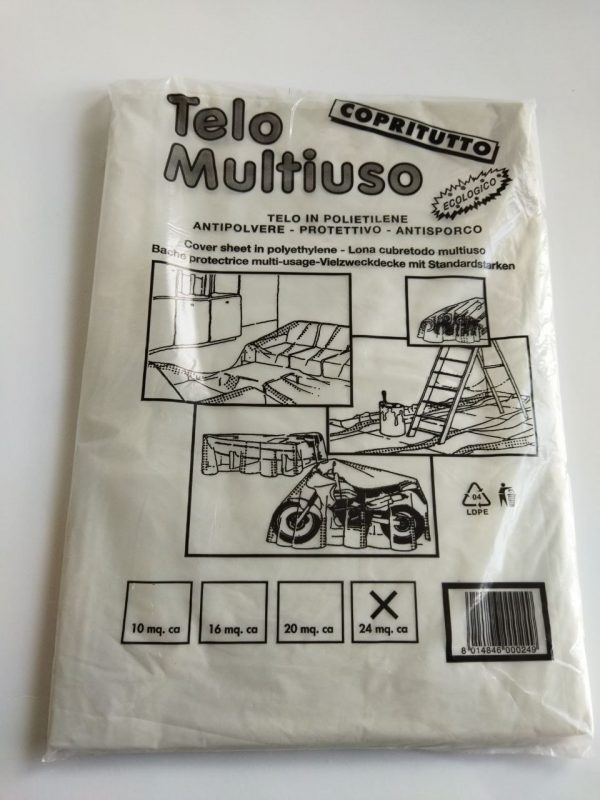 Telo
Multiuso
COPRITUTTO
ECOLOGICO
TELO IN POLIETILENE
ANTIPOLVERE - PROTETTIVO - ANTISPORCO
Cover sheet in polyethylene - Lona cubretodo multiuso
Bache protectrice multi-usage-Vielzweckdecke mit Standardstarken
04
LDPE
10 mq. ca
16 mq. ca
20 mq. ca
24 mq. ca
8 014846 000249